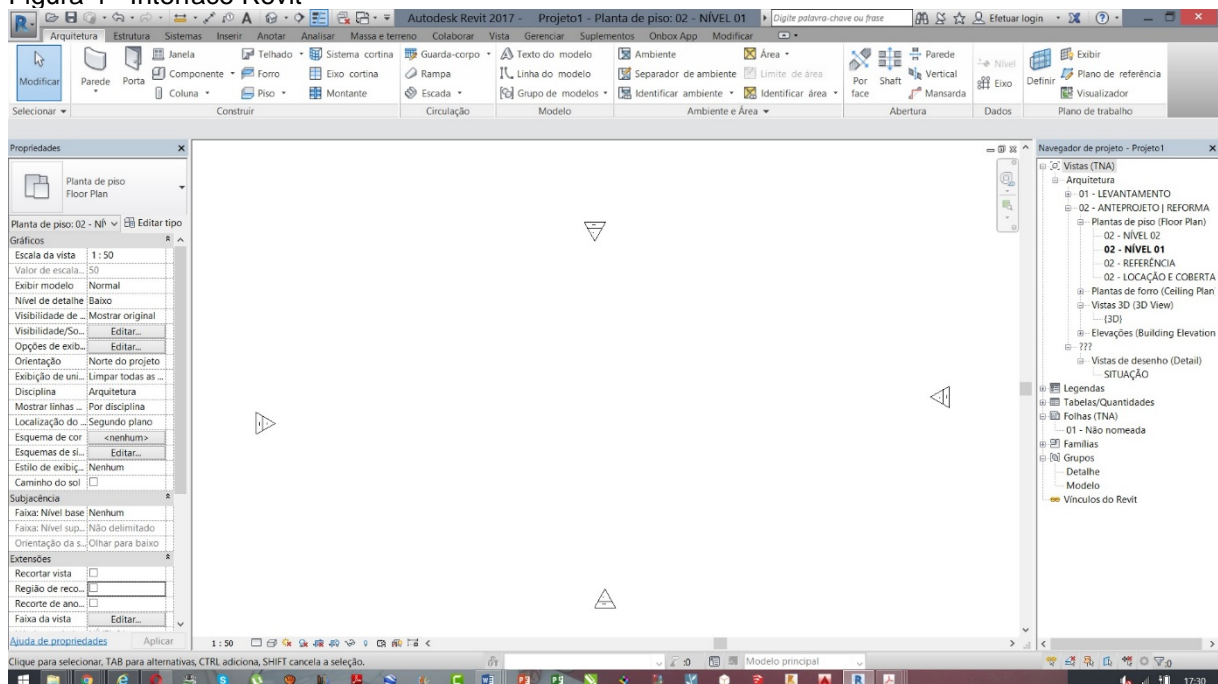 Figura 4 - Interface Revit
Autodesk Revit 2017 - Projeto1 - Planta de piso: 02 - NÍVEL 01
Digite palavra-chave ou frase
Efetuar login
Arquitetura Estrutura Sistemas Inserir Anotar Analisar Massa e terreno Colaborar Vista Gerenciar Suplementos Onbox App Modificar
Modificar
Parede
Porta
Janela
Componente
Coluna
Telhado
Forro
Piso
Sistema cortina
Eixo cortina
Montante
Guarda-corpo
Rampa
Escada
Texto do modelo
Linha do modelo
Grupo de modelos
Ambiente
Separador de ambiente
Identificar ambiente
Área
Limite de área
Identificar área
Por face
Shaft
Parede
Vertical
Mansarda
Nível
Eixo
Definir
Exibir
Plano de referência
Visualizador
Selecionar
Construir
Circulação
Modelo
Ambiente e Área
Abertura
Dados
Plano de trabalho
Propriedades
Planta de piso
Floor Plan
Planta de piso: 02 - NÍV
Editar tipo
Gráficos
Escala da vista 1 : 50
Valor de escala... 50
Exibir modelo Normal
Nível de detalhe Baixo
Visibilidade de ... Mostrar original
Visibilidade/So... Editar...
Opções de exib... Editar...
Orientação Norte do projeto
Exibição de uni... Limpar todas as ...
Disciplina Arquitetura
Mostrar linhas ... Por disciplina
Localização do ... Segundo plano
Esquema de cor <nenhum>
Esquemas de si... Editar...
Estilo de exibiç... Nenhum
Caminho do sol
Subjacência
Faixa: Nível base Nenhum
Faixa: Nível sup... Não delimitado
Orientação da s... Olhar para baixo
Extensões
Recortar vista
Região de reco...
Recorte de ano...
Faixa da vista Editar...
Ajuda de propriedades Aplicar
Navegador de projeto - Projeto1
Vistas (TNA)
Arquitetura
01 - LEVANTAMENTO
02 - ANTEPROJETO | REFORMA
Plantas de piso (Floor Plan)
02 - NÍVEL 02
02 - NÍVEL 01
02 - REFERÊNCIA
02 - LOCAÇÃO E COBERTA
Plantas de forro (Ceiling Plan
Vistas 3D (3D View)
{3D}
Elevações (Building Elevation
???
Vistas de desenho (Detail)
SITUAÇÃO
Legendas
Tabelas/Quantidades
Folhas (TNA)
01 - Não nomeada
Famílias
Grupos
Detalhe
Modelo
Vínculos do Revit
1 : 50
Clique para selecionar, TAB para alternativas, CTRL adiciona, SHIFT cancela a seleção.
:0
Modelo principal
:0
17:30